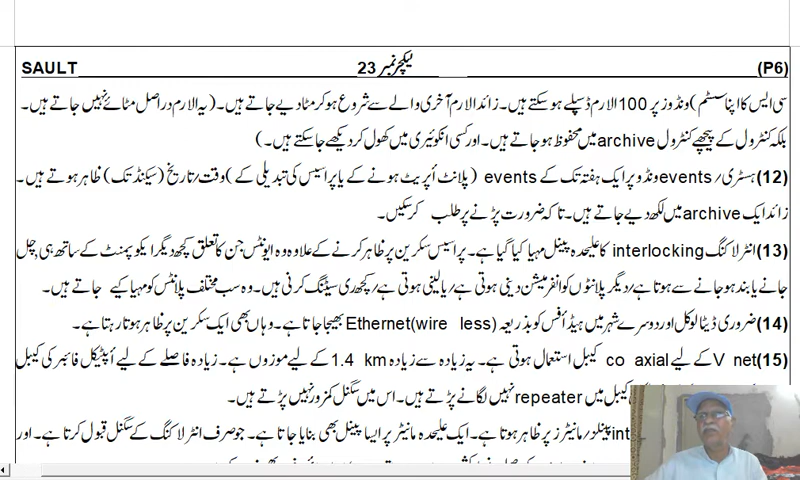 SAULT لیکچر نمبر 23 (P6)
سی ایس کا اپنا سسٹم) ونڈوز پر 100 الارم ڈسپلے ہو سکتے ہیں۔ زائد الارم آخری والے سے شروع ہو کر مٹا دیے جاتے ہیں۔ (یہ الارم دراصل مٹائے نہیں جاتے ہیں۔
بلکہ کنٹرول کے پیچھے کنٹرول archive میں محفوظ ہو جاتے ہیں۔ اور کسی انکوئیری میں کھول کر دیکھے جا سکتے ہیں۔)
(12) ہسٹری/ events ونڈو پر ایک ہفتہ تک کے events (پلانٹ اُپریٹ ہونے کے یا پراسیس کی تبدیلی کے) وقت/ تاریخ (سیکنڈ تک) ظاہر ہوتے ہیں۔
زائد ایک archive میں لکھ دیے جاتے ہیں۔ تاکہ ضرورت پڑنے پر طلب کر سکیں۔
(13) انٹرلاکنگ interlocking کا علیحدہ پینل مہیا کیا گیا ہے۔ پراسیس سکرین پر ظاہر کرنے کے علاوہ وہ ایونٹس جن کا تعلق کچھ دیگر ایکوپمنٹ کے ساتھ ہی، چل
جانے یا بند ہو جانے سے ہوتا ہے/ دیگر پلانٹوں کو انفرمیشن دینی ہوتی ہے/ یا لینی ہوتی ہے/ کچھ ری سیٹنگ کرنی ہیں۔ وہ سب مختلف پلانٹس کو مہیا کیے جاتے ہیں۔
(14) ضروری ڈیٹا لوکل اور دوسرے شہر میں ہیڈ آفس کو بذریعہ Ethernet(wire less) بھیجا جاتا ہے۔ وہاں بھی ایک سکرین پر ظاہر ہوتا رہتا ہے۔
(15) V net کے لیے co axial کیبل استعمال ہوتی ہے۔ یہ زیادہ سے زیادہ 1.4 km کے لیے موزوں ہے۔ زیادہ فاصلے کے لیے اُپٹیکل فائبر کی کیبل
کیبل میں repeater نہیں لگانے پڑتے ہیں۔ اس میں سگنل کمزور نہیں پڑتے ہیں۔
پینلز/ مانیٹرز پر ظاہر ہوتا ہے۔ ایک علیحدہ مانیٹر پر ایسا پینل بھی بنایا جاتا ہے۔ جو صرف انٹرلاکنگ کے سگنل قبول کرتا ہے۔ اور